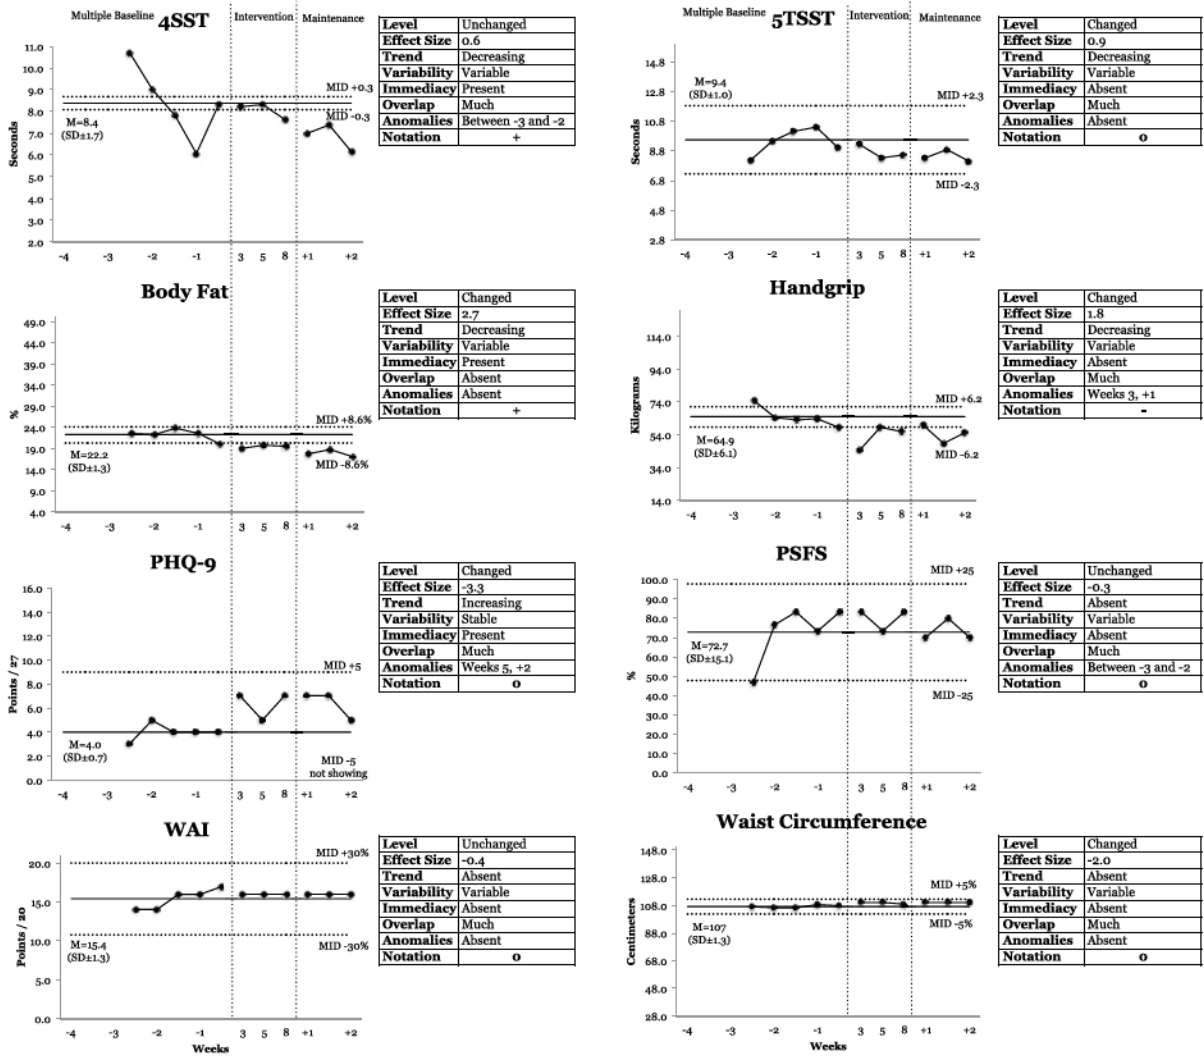 Multiple Baseline 4SST Intervention Maintenance
Level Unchanged
Effect Size 0.6
Trend Decreasing
Variability Variable
Immediacy Present
Overlap Much
Anomalies Between -3 and -2
Notation +
11.0
10.0
9.0
8.0
7.0
6.0
5.0
4.0
3.0
2.0
Seconds
MID +0.3
MID -0.3
M=8.4
(SD±1.7)
-4 -3 -2 -1 3 5 8 +1 +2
Multiple Baseline 5TSST Intervention Maintenance
Level Changed
Effect Size 0.9
Trend Decreasing
Variability Variable
Immediacy Absent
Overlap Much
Anomalies Absent
Notation 0
14.8
12.8
10.8
8.8
6.8
4.8
2.8
Seconds
M=9.4
(SD±1.0)
MID +2.3
MID -2.3
-4 -2 -1 3 5 8 +1 +2
Body Fat
Level Changed
Effect Size 2.7
Trend Decreasing
Variability Variable
Immediacy Present
Overlap Absent
Anomalies Absent
Notation +
49.0
44.0
39.0
34.0
29.0
24.0
19.0
14.0
9.0
4.0
%
MID +8.6%
MID -8.6%
M=22.2
(SD±1.3)
-4 -3 -2 -1 3 5 8 +1 +2
Handgrip
Level Changed
Effect Size 1.8
Trend Decreasing
Variability Variable
Immediacy Absent
Overlap Much
Anomalies Weeks 3, +1
Notation -
114.0
94.0
74.0
54.0
34.0
14.0
Kilograms
MID +6.2
MID -6.2
M=64.9
(SD±6.1)
-4 -3 -2 -1 3 5 8 +1 +2
PHQ-9
Level Changed
Effect Size -3.3
Trend Increasing
Variability Stable
Immediacy Present
Overlap Much
Anomalies Weeks 5, +2
Notation 0
16.0
14.0
12.0
10.0
8.0
6.0
4.0
2.0
0.0
Points / 27
MID +5
M=4.0
(SD±0.7)
MID -5
not showing
-4 -3 -2 -1 3 5 8 +1 +2
PSFS
Level Unchanged
Effect Size -0.3
Trend Absent
Variability Variable
Immediacy Absent
Overlap Much
Anomalies Between -3 and -2
Notation 0
100.0
90.0
80.0
70.0
60.0
50.0
40.0
30.0
20.0
10.0
0.0
%
MID +25
M=72.7
(SD±15.1)
MID -25
-4 -3 -2 -1 3 5 8 +1 +2
WAI
Level Unchanged
Effect Size -0.4
Trend Absent
Variability Variable
Immediacy Absent
Overlap Much
Anomalies Absent
Notation 0
20.0
15.0
10.0
5.0
0.0
Points / 20
MID +30%
M=15.4
(SD±1.3)
MID -30%
-4 -3 -2 -1 3 5 8 +1 +2
Weeks
Waist Circumference
Level Changed
Effect Size -2.0
Trend Absent
Variability Variable
Immediacy Absent
Overlap Much
Anomalies Absent
Notation 0
148.0
128.0
108.0
88.0
68.0
48.0
28.0
Centimeters
MID +5%
MID -5%
M=107
(SD±1.3)
-4 -3 -2 -1 3 5 8 +1 +2
Weeks